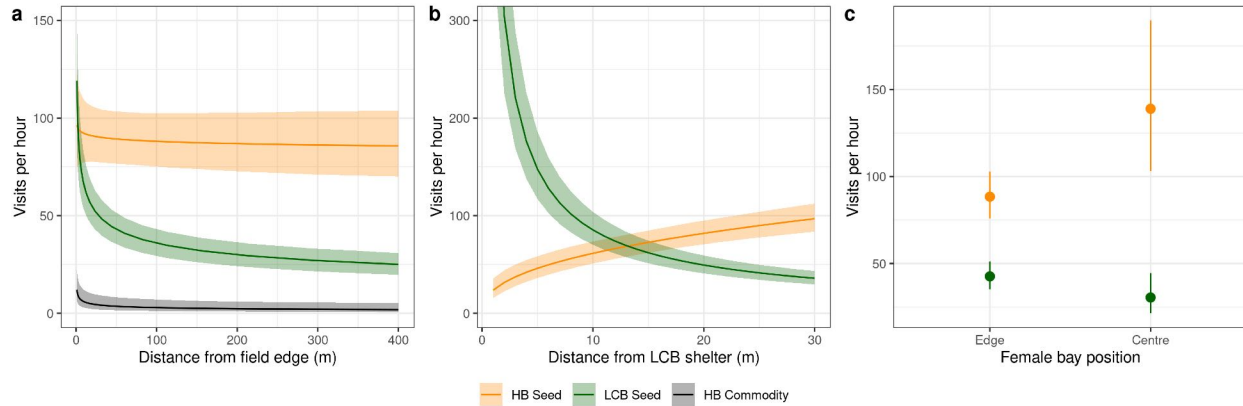 a
150
100
50
0
Visits per hour
0
100
200
300
400
Distance from field edge (m)
b
300
200
100
0
Visits per hour
0
10
20
30
Distance from LCB shelter (m)
c
150
100
50
Visits per hour
Edge
Centre
Female bay position
HB Seed
LCB Seed
HB Commodity